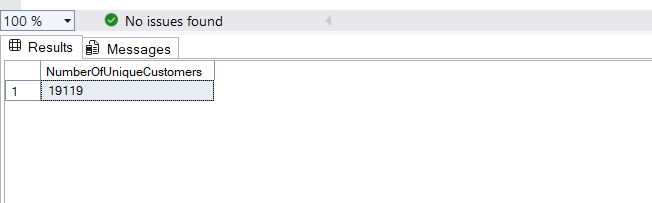 100 % No issues found
Results Messages
NumberOfUniqueCustomers
1 19119